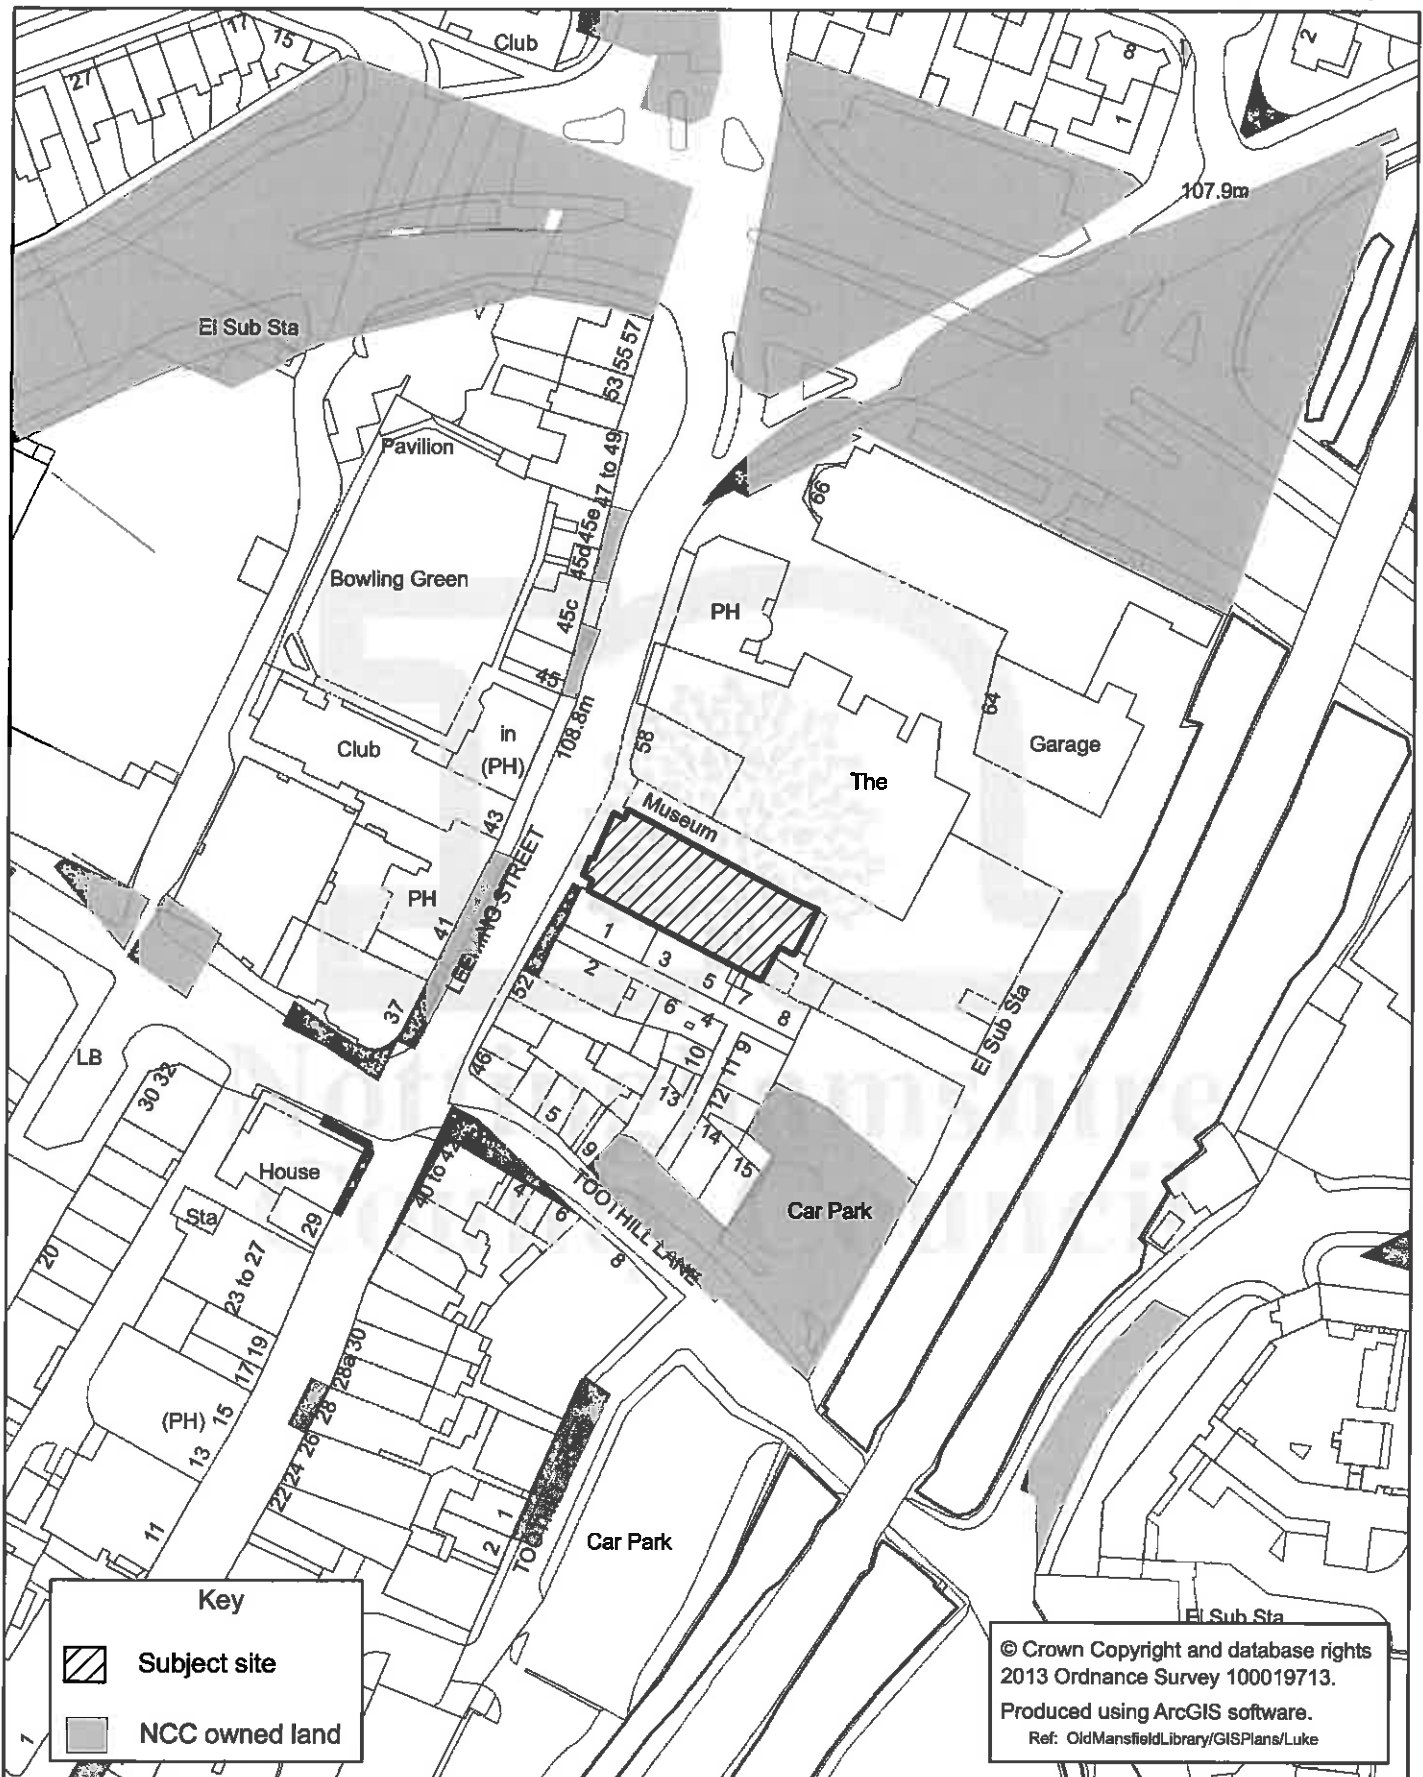 17
15
Club
27
8
1
2
107.9m
El Sub Sta
53 55 57
Pavilion
47 to 49
45e
45d
66
Bowling Green
45c
PH
45
108.8m
64
in
(PH)
58
Club
Garage
The
43
Museum
LEEMING STREET
PH
41
1
3
2
5
7
52
37
6
4
8
El Sub Sta
LB
46
10
11 9
30 32
13
12
5
14
9
15
House
40 to 42
4
6
TOOTHILL LANE
Car Park
Sta
29
8
20
23 to 27
19
17
28a 30
(PH)
15
28
13
26
24
22
11
1
2
TOOTH
Car Park
El Sub Sta
1
Key
Subject site
NCC owned land
© Crown Copyright and database rights
2013 Ordnance Survey 100019713.
Produced using ArcGIS software.
Ref: OldMansfieldLibrary/GISPlans/Luke
Nottinghamshire
County Council